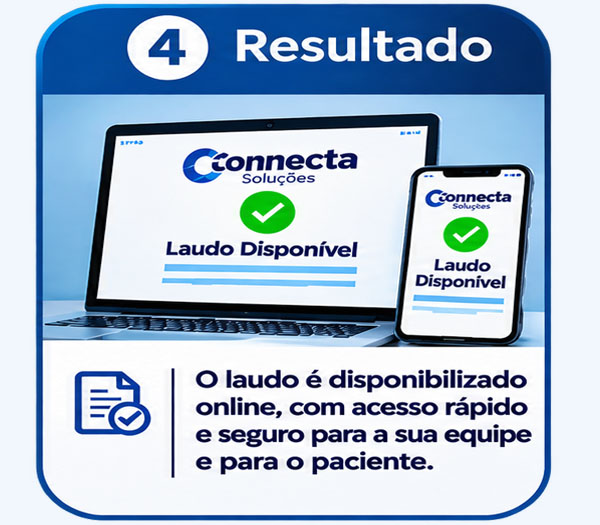 4 Resultado
Connecta
Soluções
Laudo Disponível
Connecta
Soluções
Laudo
Disponível
O laudo é disponibilizado
online, com acesso rápido
e seguro para a sua equipe
e para o paciente.